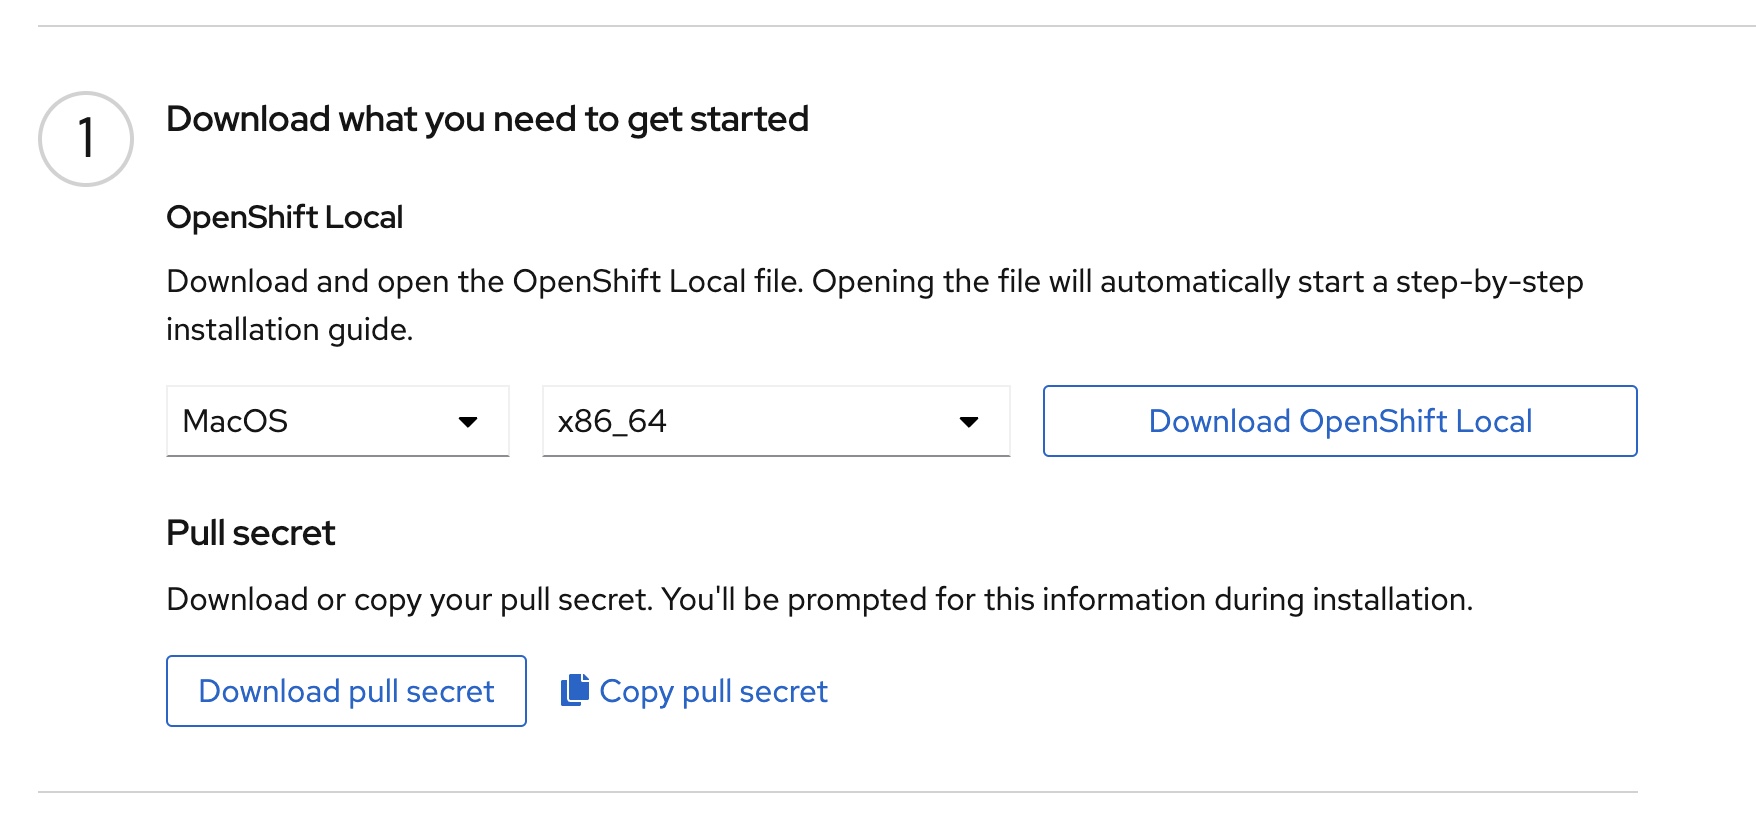 1
Download what you need to get started
OpenShift Local
Download and open the OpenShift Local file. Opening the file will automatically start a step-by-step
installation guide.
MacOS x86_64 Download OpenShift Local
Pull secret
Download or copy your pull secret. You'll be prompted for this information during installation.
Download pull secret Copy pull secret